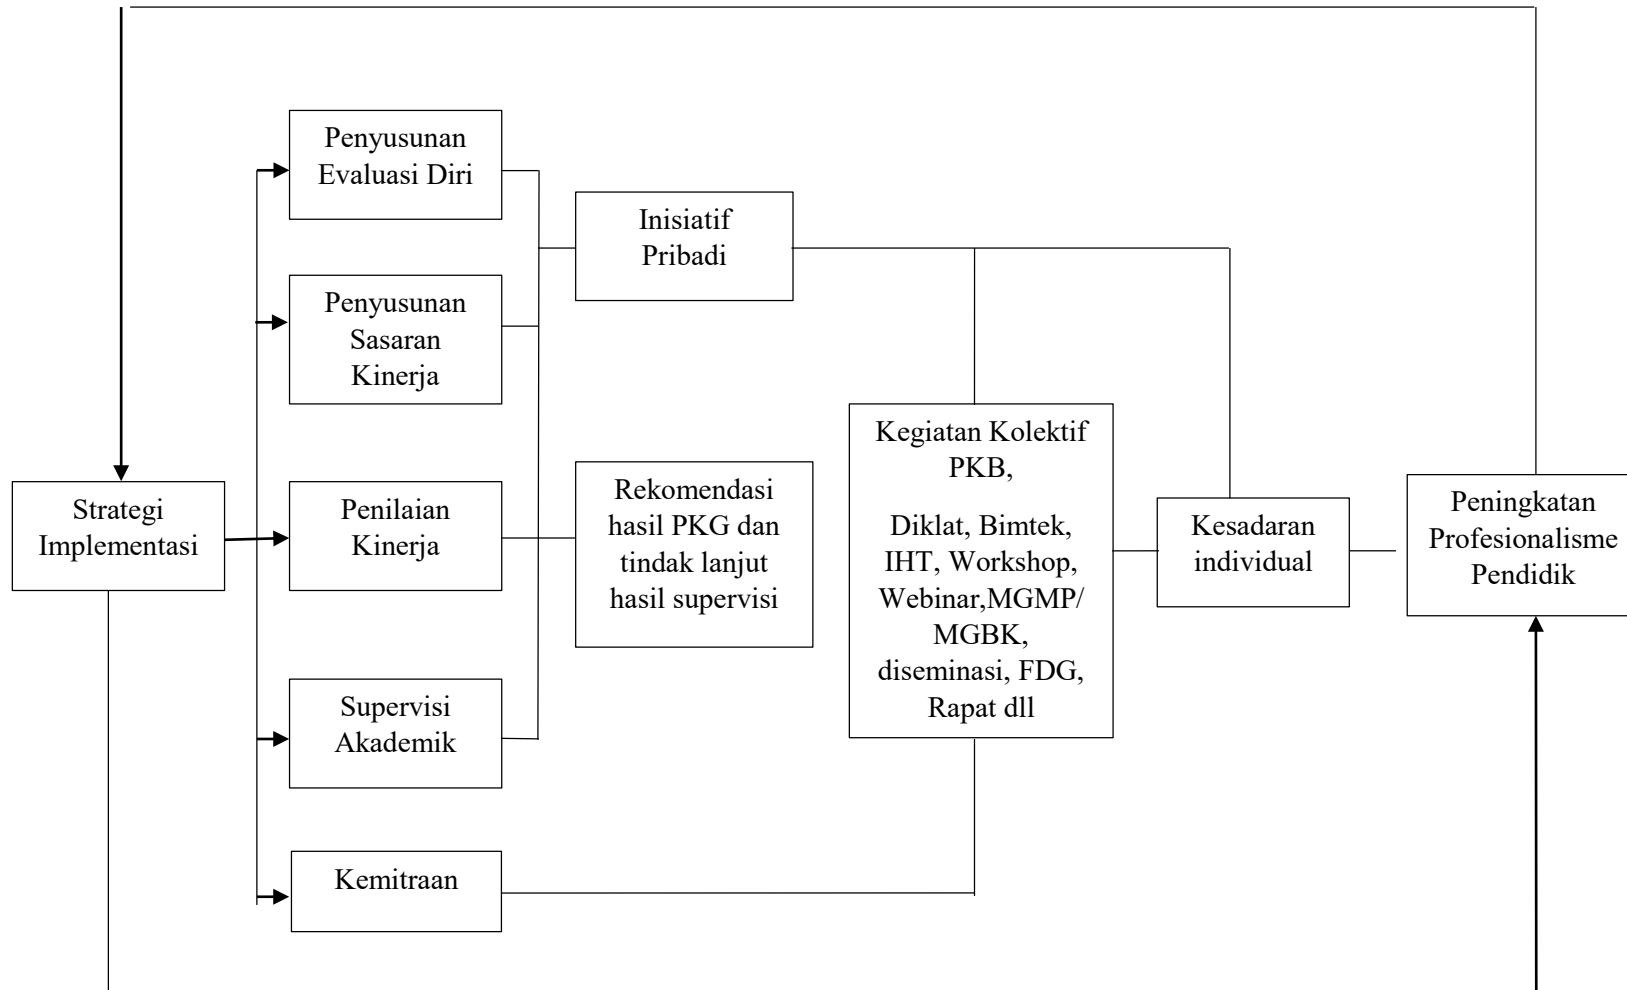 Penyusunan
Evaluasi Diri
Inisiatif
Pribadi
Penyusunan
Sasaran
Kinerja
Kegiatan Kolektif
PKB,
Diklat, Bimtek,
IHT, Workshop,
Webinar,MGMP/
MGBK,
diseminasi, FDG,
Rapat dll
Strategi
Implementasi
Penilaian
Kinerja
Rekomendasi
hasil PKG dan
tindak lanjut
hasil supervisi
Kesadaran
individual
Peningkatan
Profesionalisme
Pendidik
Supervisi
Akademik
Kemitraan